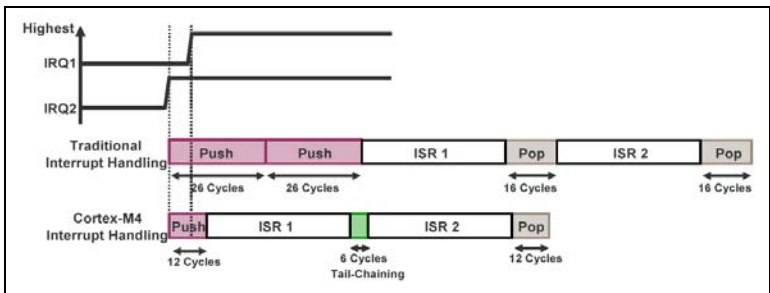 Highest
IRQ1
IRQ2
Traditional
Interrupt Handling
Push Push ISR 1 Pop ISR 2 Pop
26 Cycles 26 Cycles 16 Cycles 16 Cycles
Cortex-M4
Interrupt Handling
Push ISR 1 ISR 2 Pop
12 Cycles 6 Cycles 12 Cycles
Tail-Chaining